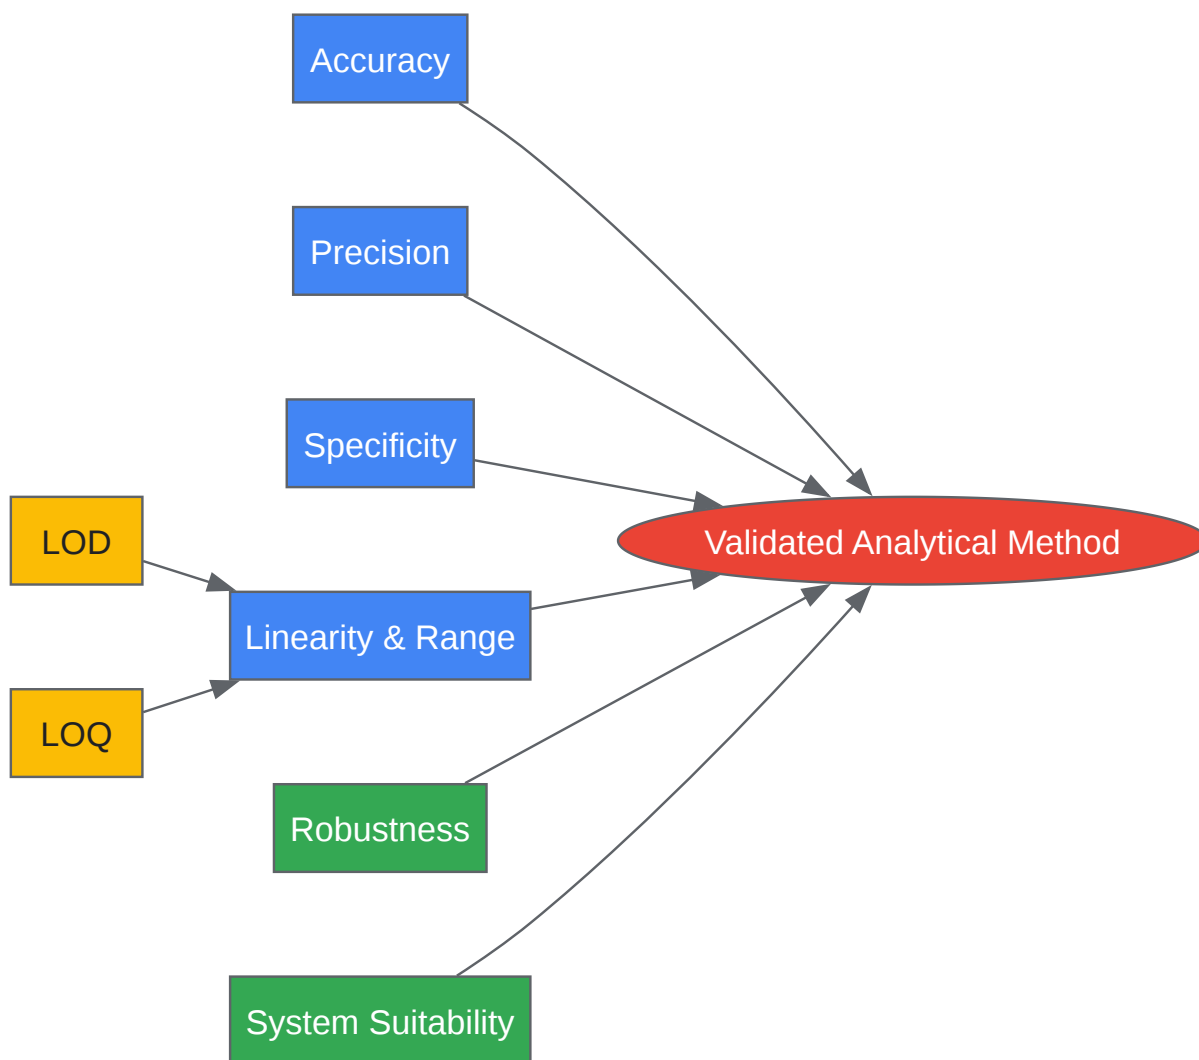 Accuracy
Precision
Specificity
LOD
Validated Analytical Method
Linearity & Range
LOQ
Robustness
System Suitability